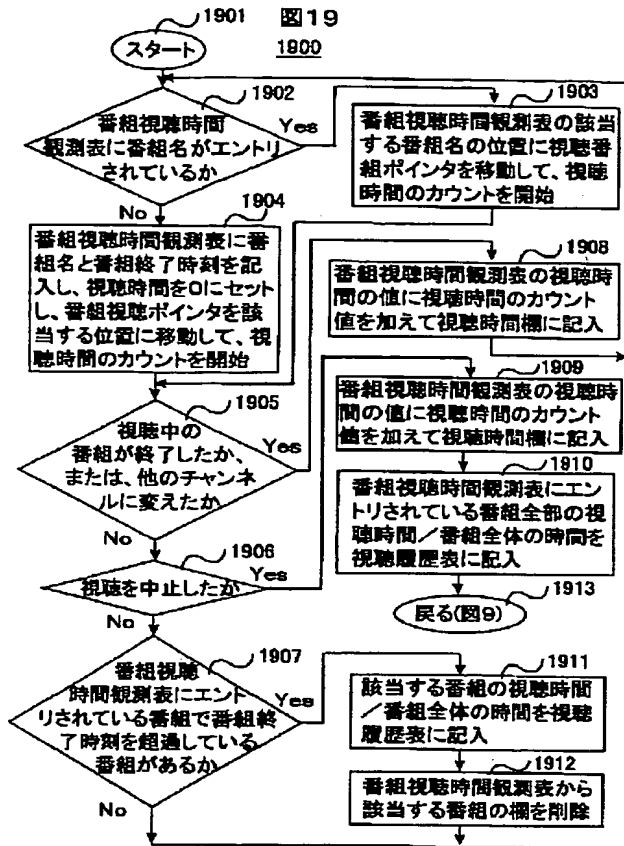 図19
1900
1901
スタート
1902
番組視聴時間
観測表に番組名がエントリ
されているか
Yes
No
1903
番組視聴時間観測表の該当
する番組名の位置に視聴番
組ポインタを移動して、視聴
時間のカウントを開始
1904
番組視聴時間観測表に番
組名と番組終了時刻を記
入し、視聴時間を0にセット
し、番組視聴ポインタを該
当する位置に移動して、視
聴時間のカウントを開始
1905
視聴中の
番組が終了したか、
または、他のチャンネ
ルに変えたか
Yes
No
1908
番組視聴時間観測表の視聴時
間の値に視聴時間のカウント
値を加えて視聴時間欄に記入
1906
視聴を中止したか
Yes
No
1909
番組視聴時間観測表の視聴時
間の値に視聴時間のカウント
値を加えて視聴時間欄に記入
1910
番組視聴時間観測表にエント
リされている番組全部の視
聴時間/番組全体の時間を
視聴履歴表に記入
1913
戻る(図9)
1907
番組視聴
時間観測表にエント
リされている番組で番組終
了時刻を超過している
番組があるか
Yes
No
1911
該当する番組の視聴時間
/番組全体の時間を視聴
履歴表に記入
1912
番組視聴時間観測表から
該当する番組の欄を削除